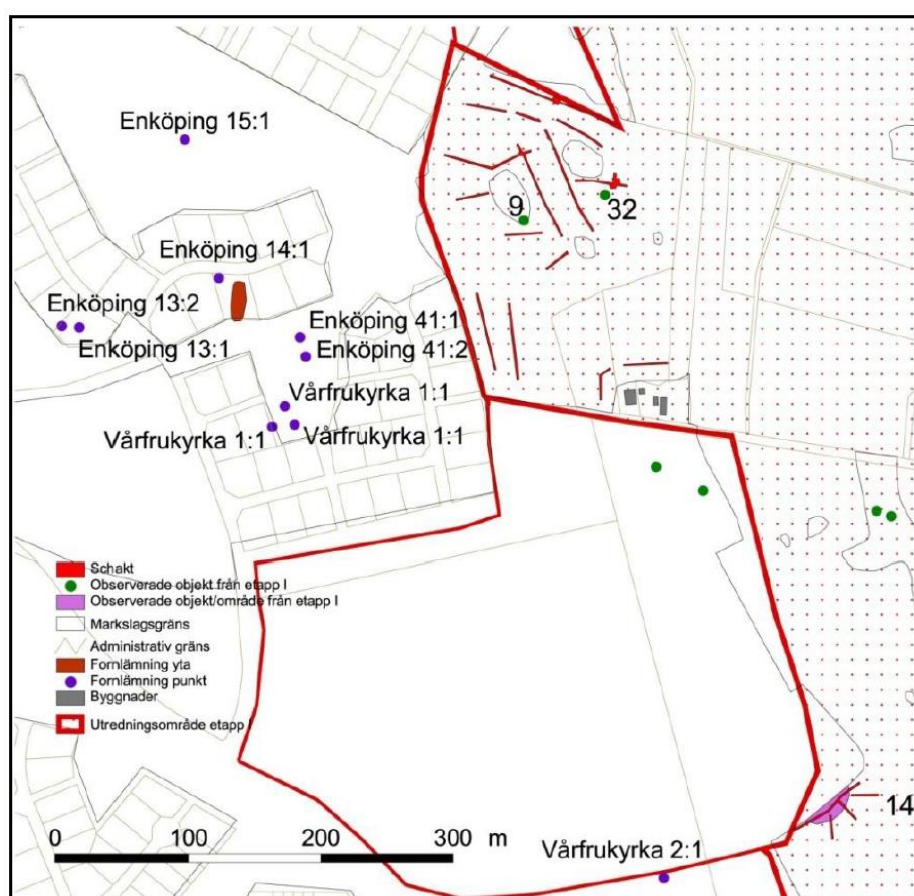 Enköping 15:1
9
32
Enköping 14:1
Enköping 13:2
Enköping 13:1
Enköping 41:1
Enköping 41:2
Vårfrukyrka 1:1
Vårfrukyrka 1:1
Vårfrukyrka 1:1
Schakt
Observerade objekt från etapp I
Observerade objekt/område från etapp I
Markslagsgräns
Administrativ gräns
Fornlämning yta
Fornlämning punkt
Byggnader
Utredningsområde etapp I
14
0 100 200 300 m
Vårfrukyrka 2:1